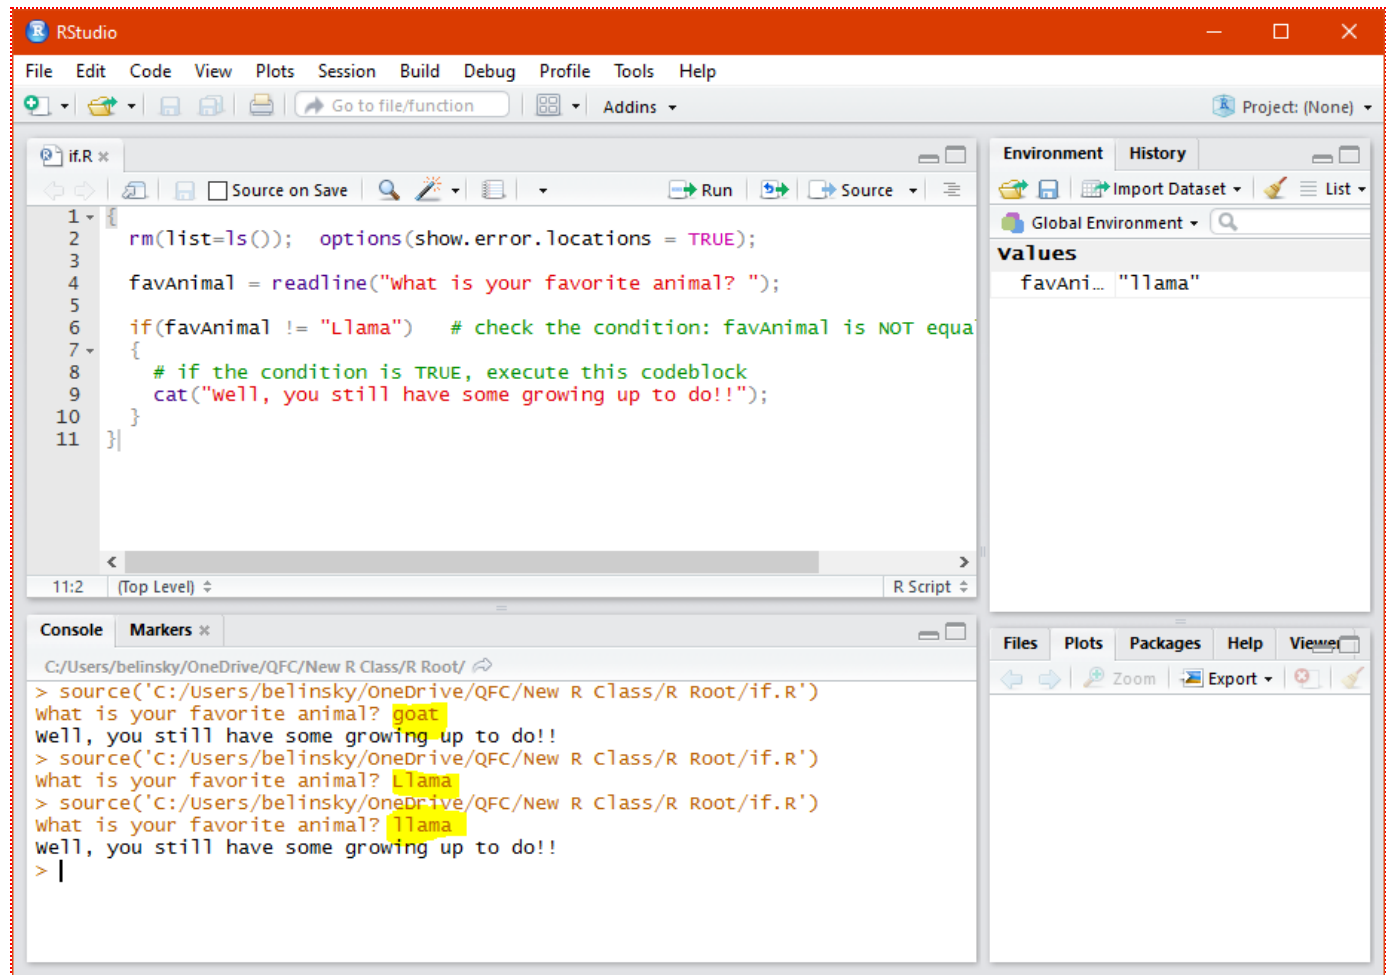 RStudio
File Edit Code View Plots Session Build Debug Profile Tools Help
Go to file/function Addins Project: (None)
if.R
Source on Save Run Source
1 {
2 rm(list=ls()); options(show.error.locations = TRUE);
3
4 favAnimal = readline("What is your favorite animal? ");
5
6 if(favAnimal != "Llama") # check the condition: favAnimal is NOT equa
7 {
8 # if the condition is TRUE, execute this codeblock
9 cat("Well, you still have some growing up to do!!");
10 }
11 }
11:2 (Top Level) R Script
Console Markers
C:/Users/belinsky/OneDrive/QFC/New R Class/R Root/
> source('C:/Users/belinsky/OneDrive/QFC/New R Class/R Root/if.R')
What is your favorite animal? goat
Well, you still have some growing up to do!!
> source('C:/Users/belinsky/OneDrive/QFC/New R Class/R Root/if.R')
What is your favorite animal? Llama
> source('C:/Users/belinsky/OneDrive/QFC/New R Class/R Root/if.R')
What is your favorite animal? llama
Well, you still have some growing up to do!!
>
Environment History
Import Dataset List
Global Environment
Values
favAni… "llama"
Files Plots Packages Help Viewer
Zoom Export